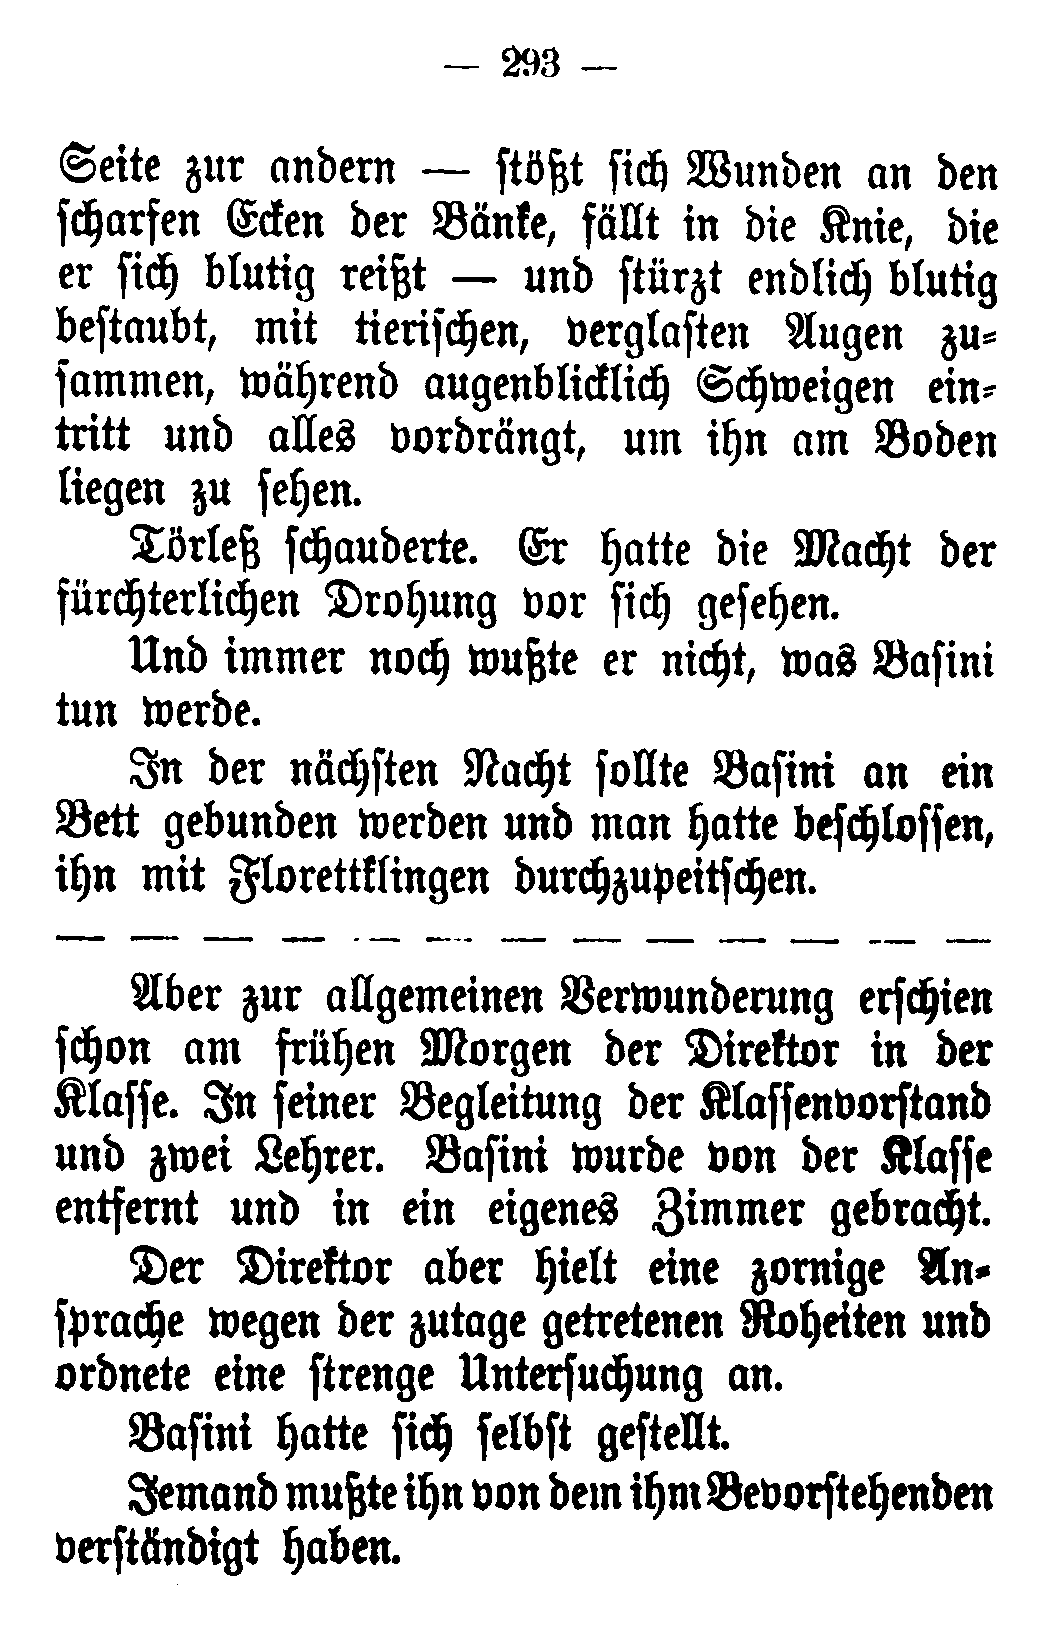 — 293 —
Seite zur andern — stößt sich Wunden an den
scharfen Ecken der Bänke, fällt in die Knie, die
er sich blutig reißt — und stürzt endlich blutig
bestaubt, mit tierischen, verglasten Augen zu-
sammen, während augenblicklich Schweigen ein-
tritt und alles vordrängt, um ihn am Boden
liegen zu sehen.
Törleß schauderte. Er hatte die Macht der
fürchterlichen Drohung vor sich gesehen.
Und immer noch wußte er nicht, was Basini
tun werde.
In der nächsten Nacht sollte Basini an ein
Bett gebunden werden und man hatte beschlossen,
ihn mit Florettklingen durchzupeitschen.
— — — — — — — — — — — — —
Aber zur allgemeinen Verwunderung erschien
schon am frühen Morgen der Direktor in der
Klasse. In seiner Begleitung der Klassenvorstand
und zwei Lehrer. Basini wurde von der Klasse
entfernt und in ein eigenes Zimmer gebracht.
Der Direktor aber hielt eine zornige An-
sprache wegen der zutage getretenen Roheiten und
ordnete eine strenge Untersuchung an.
Basini hatte sich selbst gestellt.
Jemand mußte ihn von dem ihm Bevorstehenden
verständigt haben.